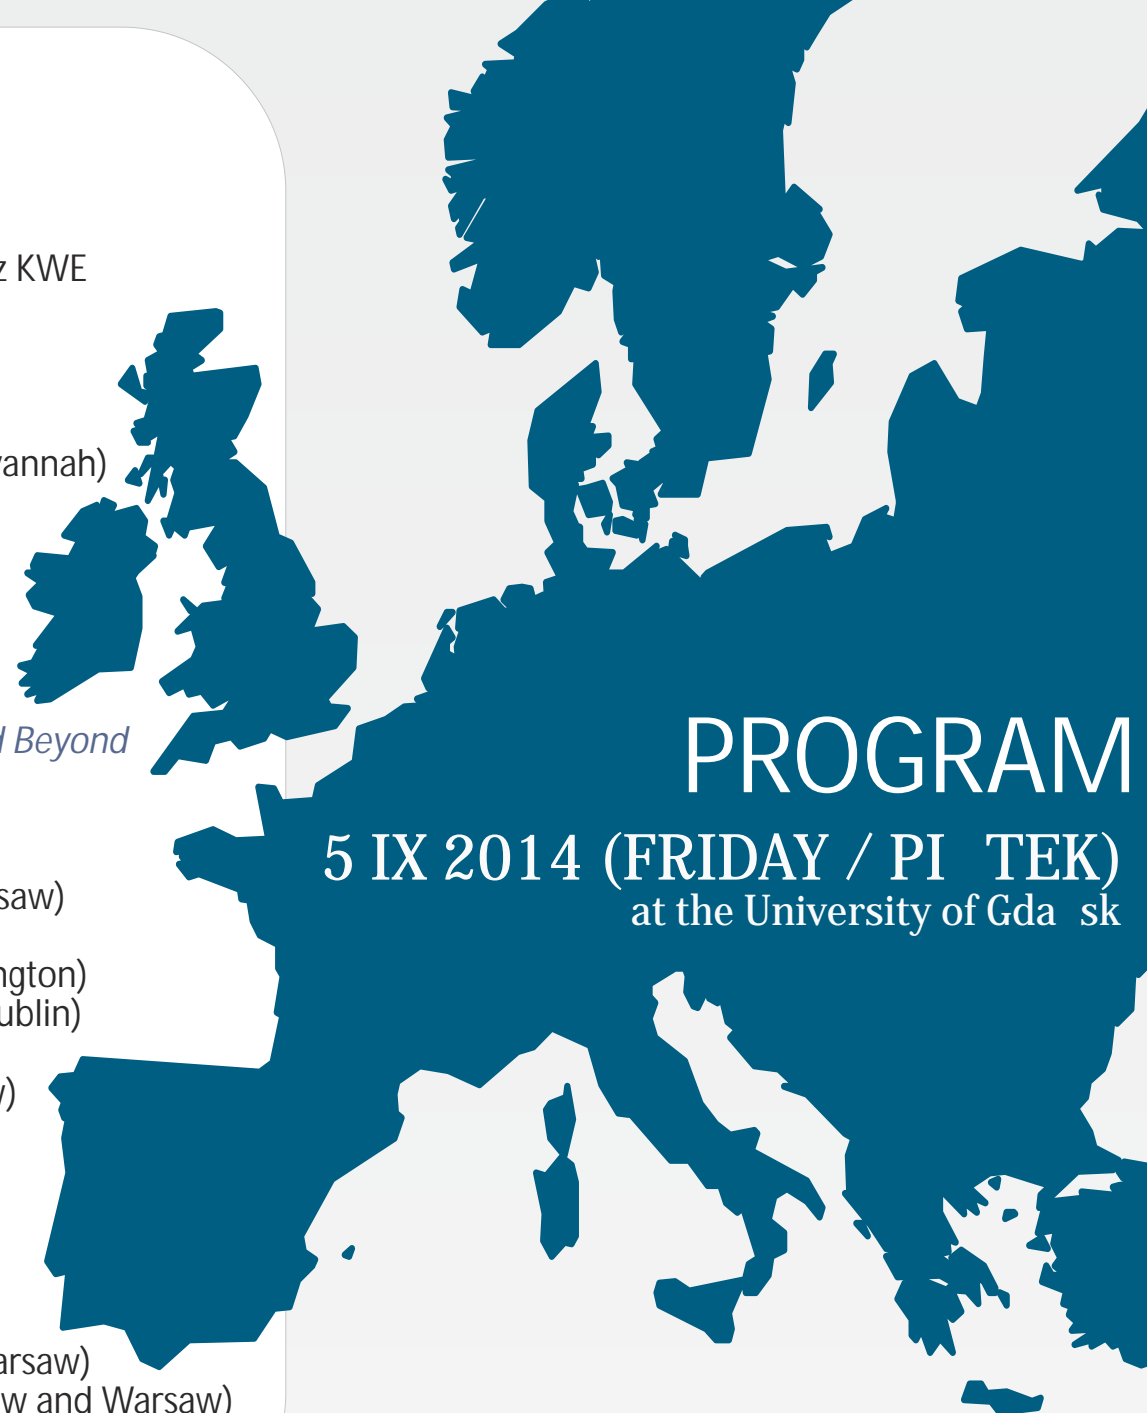 z KWE
vannah)
d Beyond
PROGRAM
5 IX 2014 (FRIDAY / PI TEK)
at the University of Gda sk
saw)
ngton)
ublin)
w)
arsaw)
w and Warsaw)